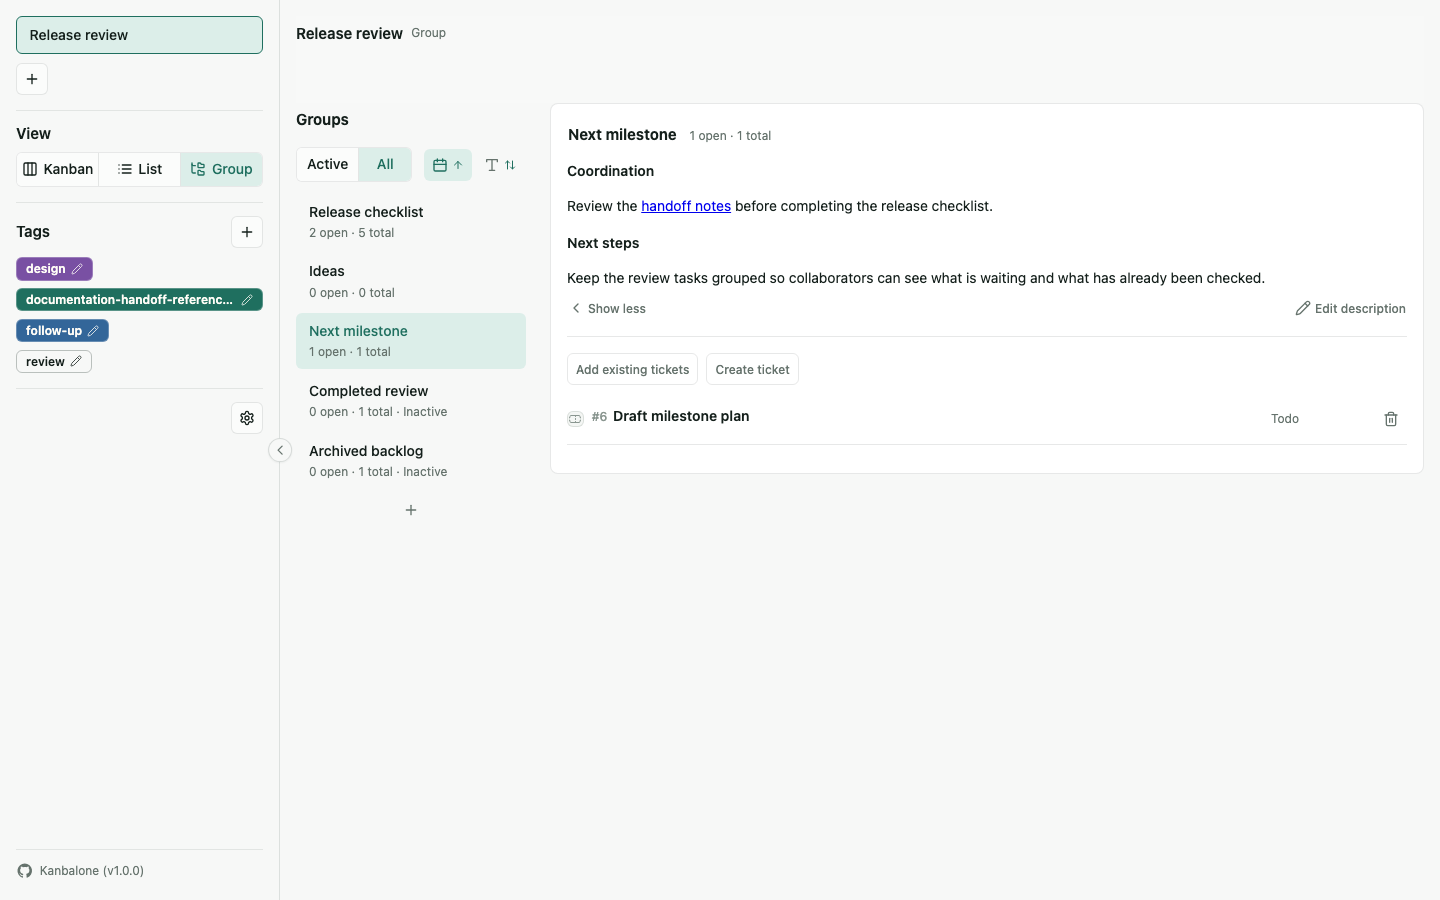 Release review
View
Kanban
List
Group
Tags
design
documentation-handoff-referenc...
follow-up
review
Kanbalone (v1.0.0)
Release review Group
Groups
Active
All
Release checklist
2 open · 5 total
Ideas
0 open · 0 total
Next milestone
1 open · 1 total
Completed review
0 open · 1 total · Inactive
Archived backlog
0 open · 1 total · Inactive
Next milestone 1 open · 1 total
Coordination
Review the handoff notes before completing the release checklist.
Next steps
Keep the review tasks grouped so collaborators can see what is waiting and what has already been checked.
Show less
Edit description
Add existing tickets
Create ticket
#6 Draft milestone plan
Todo